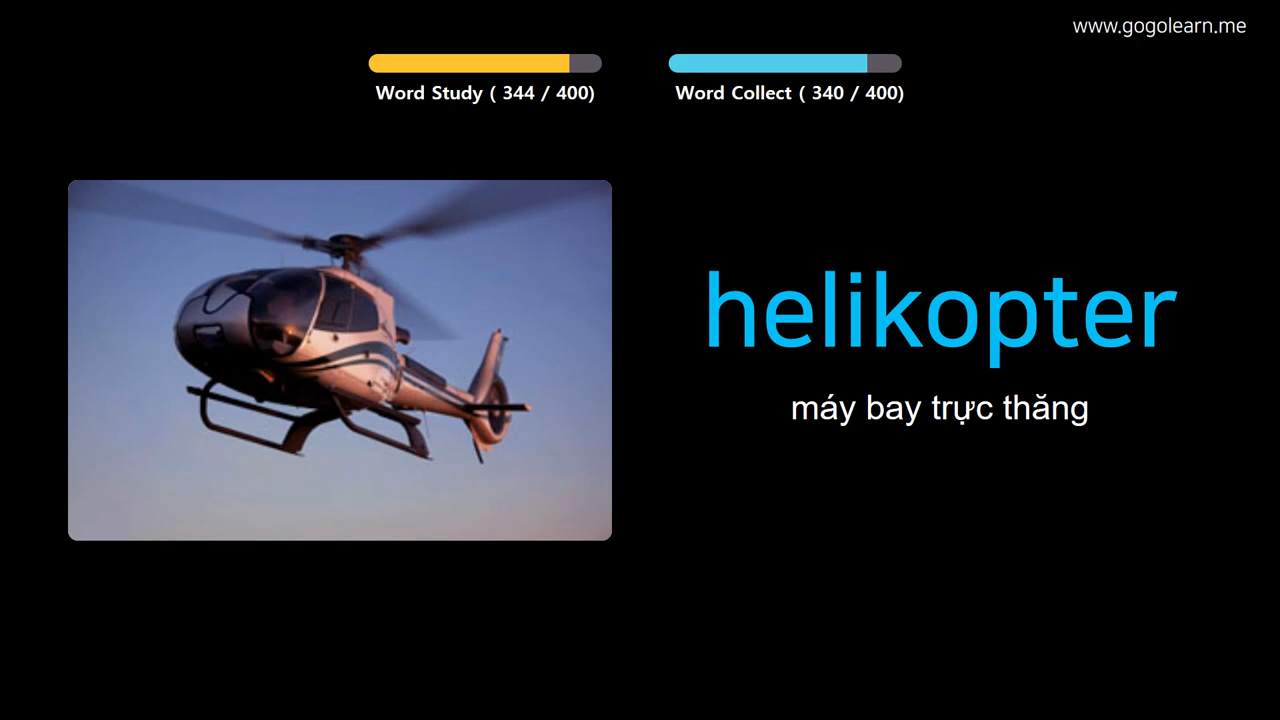 www.gogolearn.me
Word Study ( 344 / 400)
Word Collect ( 340 / 400)
helikopter
máy bay trực thăng